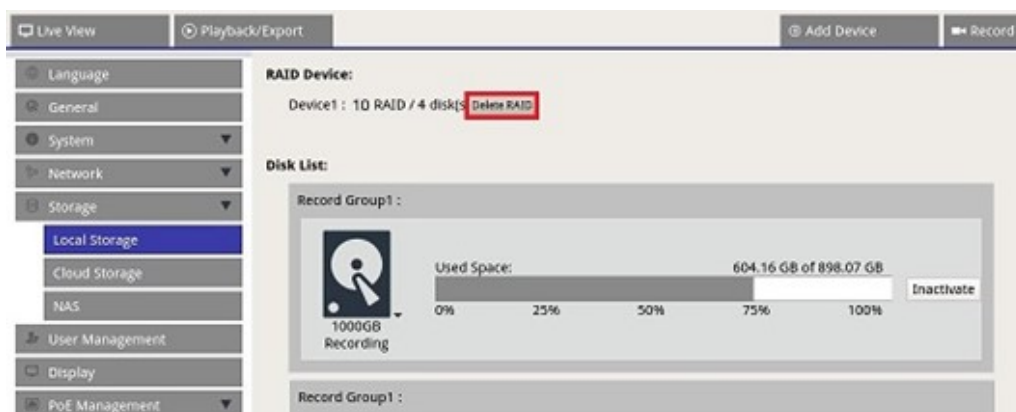 Live View
Playback/Export
Add Device
Record
Language
General
System
Network
Storage
Local Storage
Cloud Storage
NAS
User Management
Display
PoE Management
RAID Device:
Device1 : 10 RAID / 4 disk(s Delete RAID
Disk List:
Record Group1 :
Used Space: 604.16 GB of 898.07 GB
Inactivate
0% 25% 50% 75% 100%
1000GB
Recording
Record Group1 :